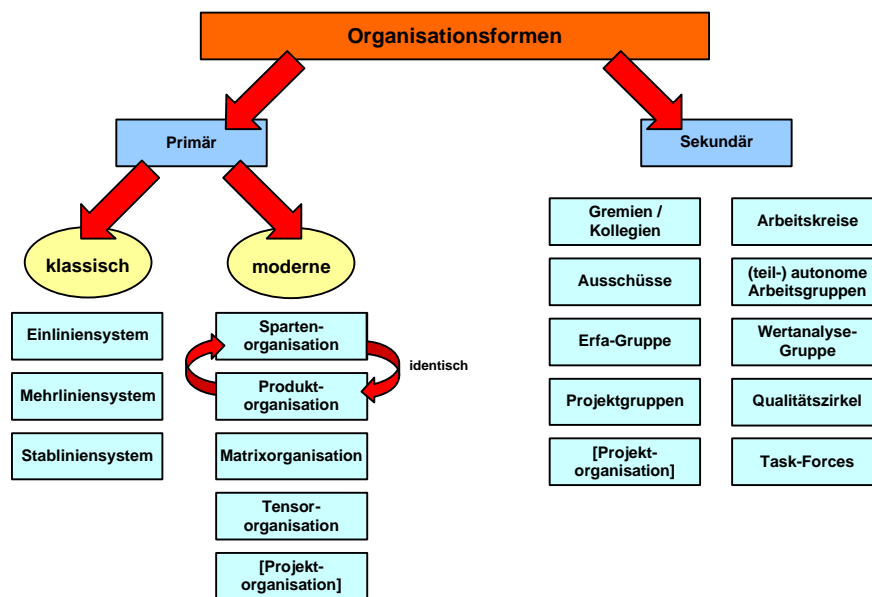 Organisationsformen
Primär
Sekundär
klassisch
moderne
Einliniensystem
Mehrliniensystem
Stabliniensystem
Sparten-
organisation
Produkt-
organisation
identisch
Matrixorganisation
Tensor-
organisation
[Projekt-
organisation]
Gremien /
Kollegien
Ausschüsse
Erfa-Gruppe
Projektgruppen
[Projekt-
organisation]
Arbeitskreise
(teil-) autonome
Arbeitsgruppen
Wertanalyse-
Gruppe
Qualitätszirkel
Task-Forces